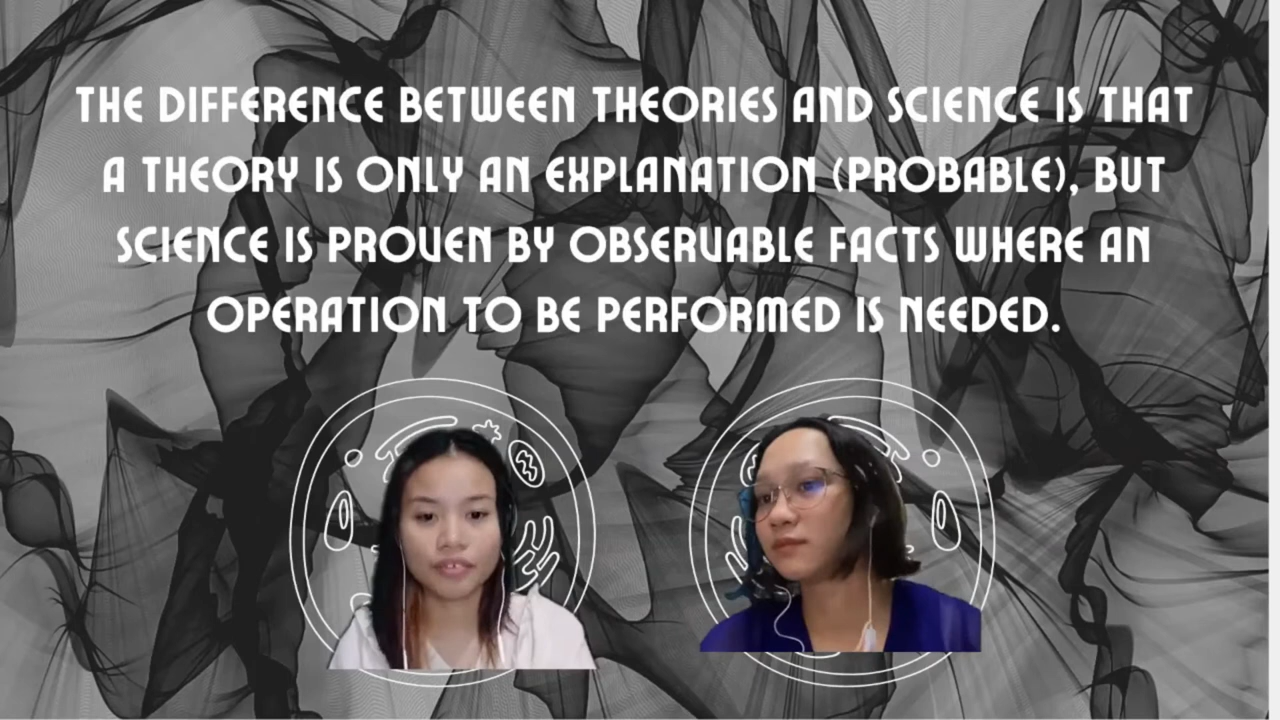 THE DIFFERENCE BETWEEN THEORIES AND SCIENCE IS THAT
A THEORY IS ONLY AN EXPLANATION (PROBABLE), BUT
SCIENCE IS PROVEN BY OBSERVABLE FACTS WHERE AN
OPERATION TO BE PERFORMED IS NEEDED.